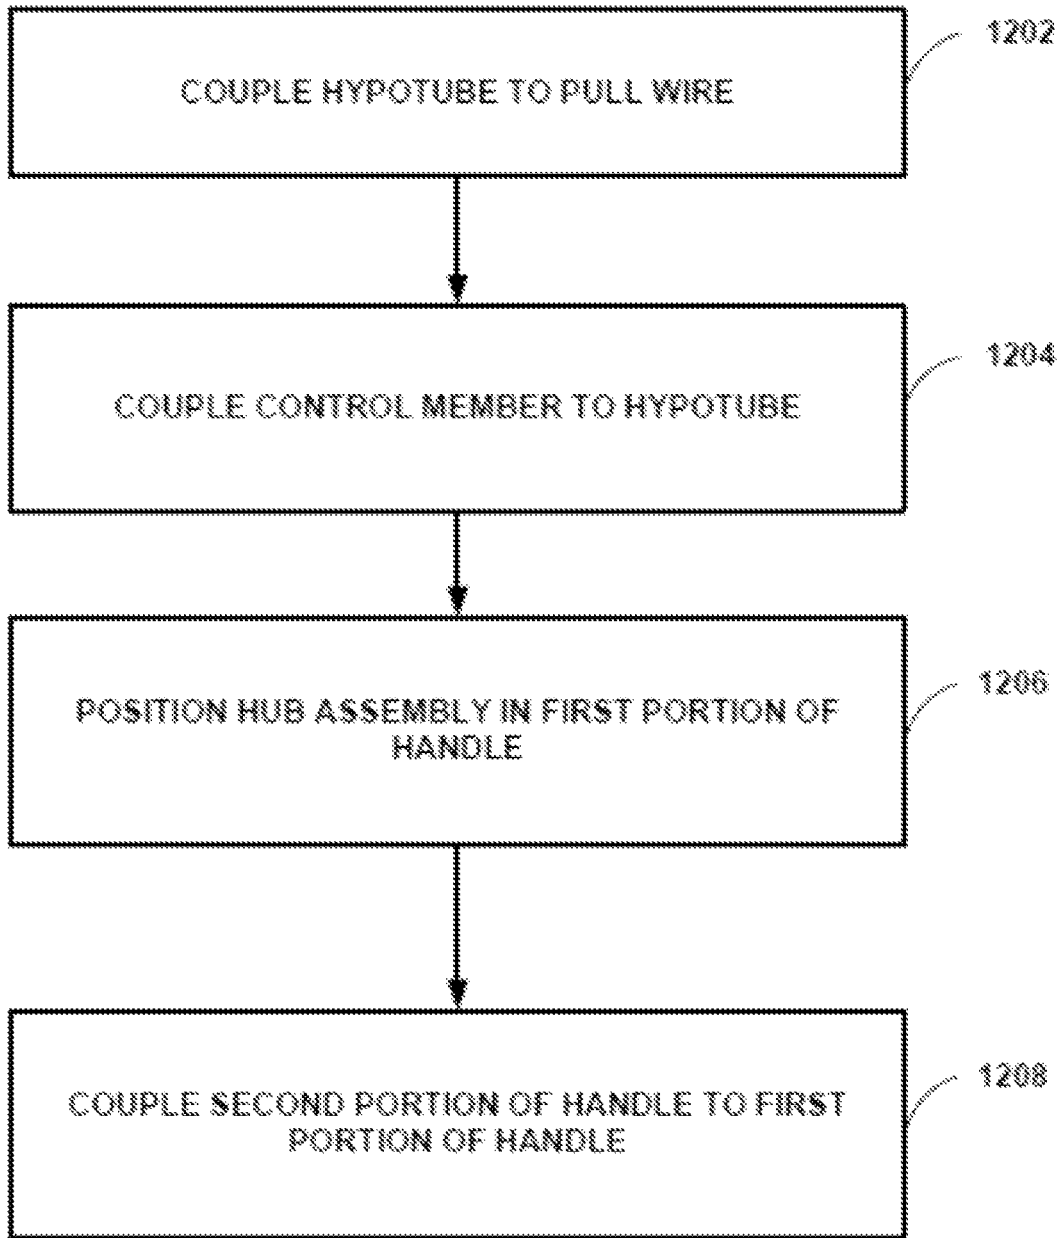 1202
COUPLE HYPOTUBE TO PULL WIRE
1204
COUPLE CONTROL MEMBER TO HYPOTUBE
1206
POSITION HUB ASSEMBLY IN FIRST PORTION OF
HANDLE
1208
COUPLE SECOND PORTION OF HANDLE TO FIRST
PORTION OF HANDLE